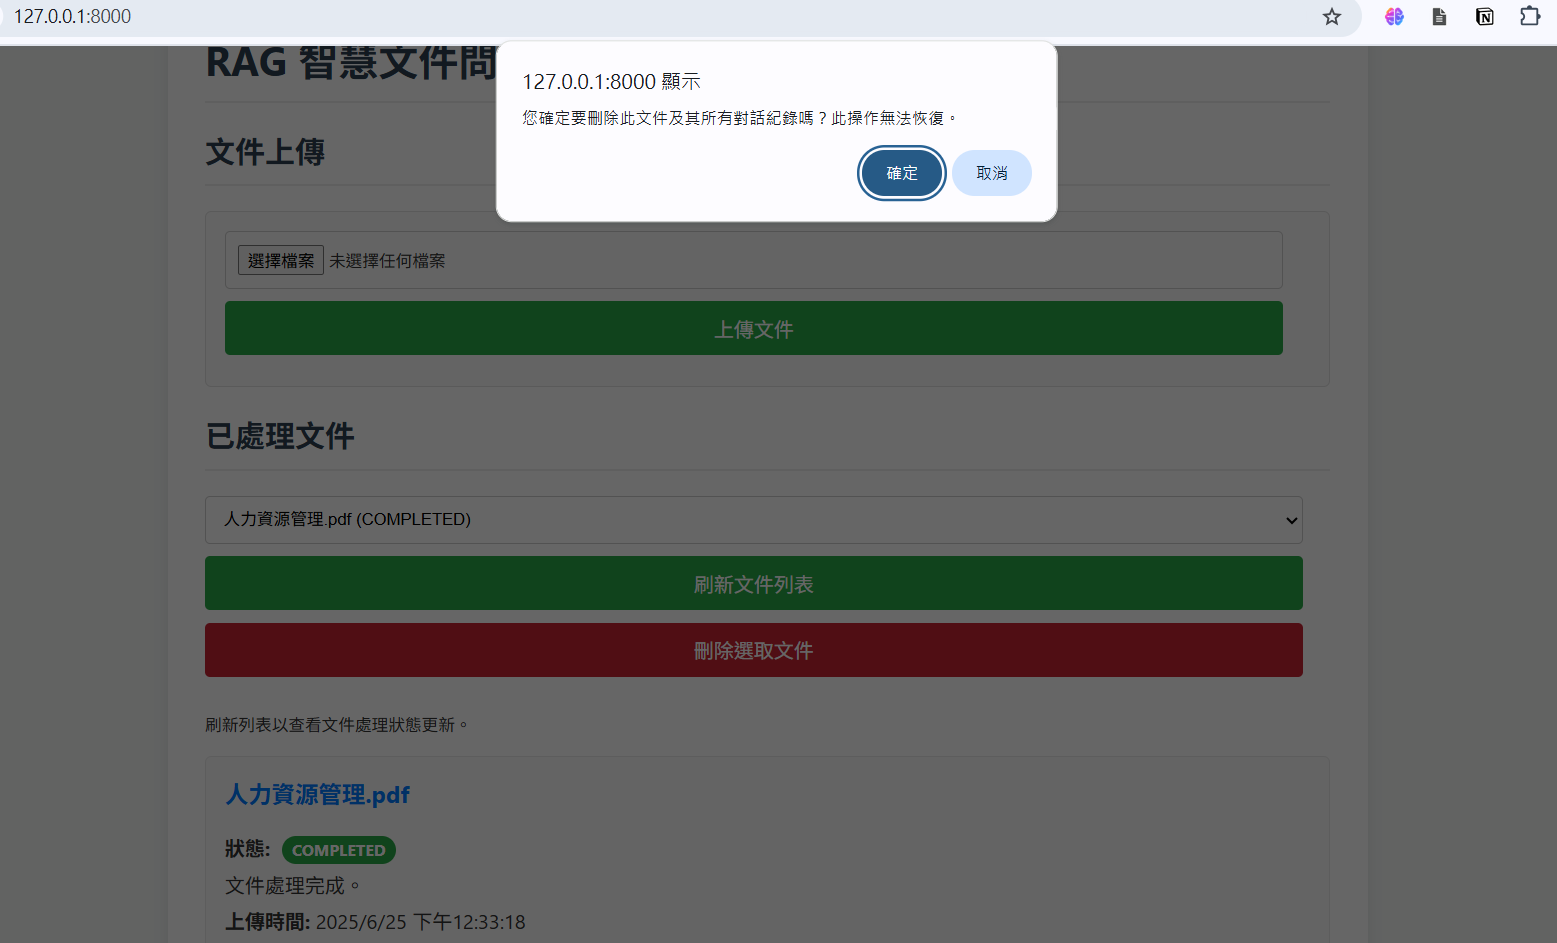 127.0.0.1:8000
RAG 智慧文件問
127.0.0.1:8000 顯示
您確定要刪除此文件及其所有對話紀錄嗎？此操作無法恢復。
確定
取消
文件上傳
選擇檔案 未選擇任何檔案
上傳文件
已處理文件
人力資源管理.pdf (COMPLETED)
刷新文件列表
刪除選取文件
刷新列表以查看文件處理狀態更新。
人力資源管理.pdf
狀態: COMPLETED
文件處理完成。
上傳時間: 2025/6/25 下午12:33:18